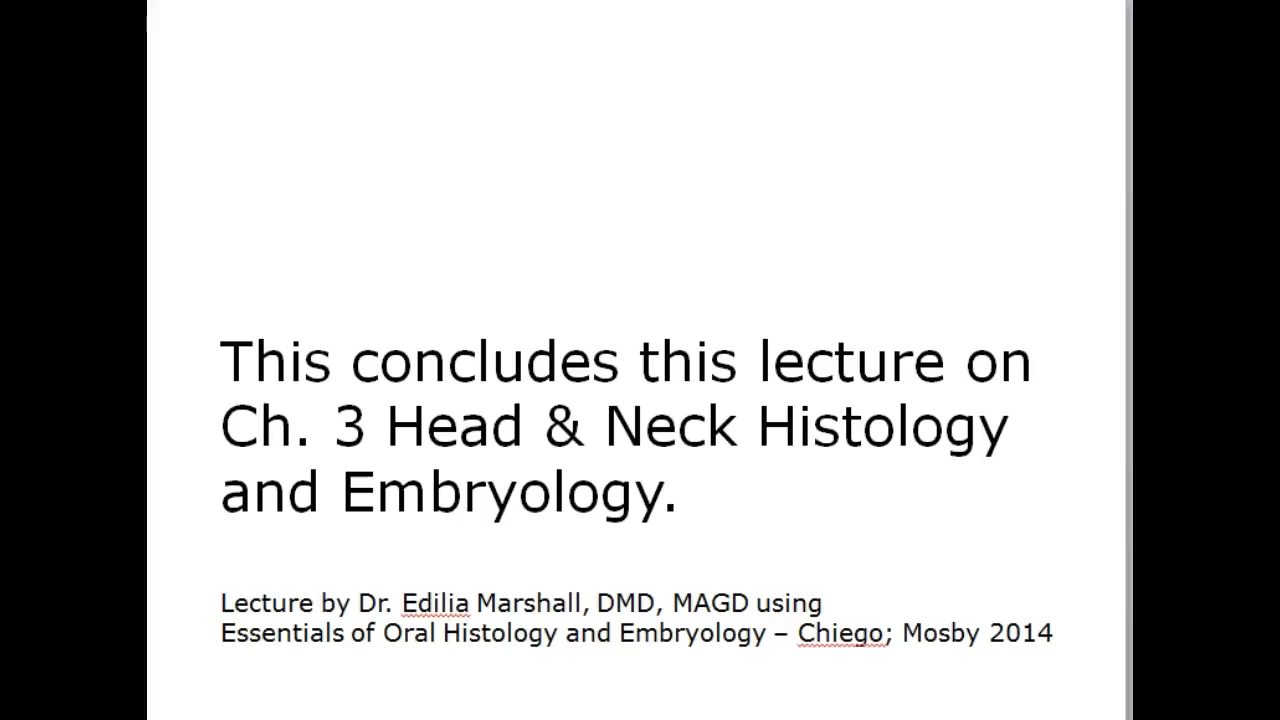 This concludes this lecture on
Ch. 3 Head & Neck Histology
and Embryology.
Lecture by Dr. Edilia Marshall, DMD, MAGD using
Essentials of Oral Histology and Embryology – Chiego; Mosby 2014